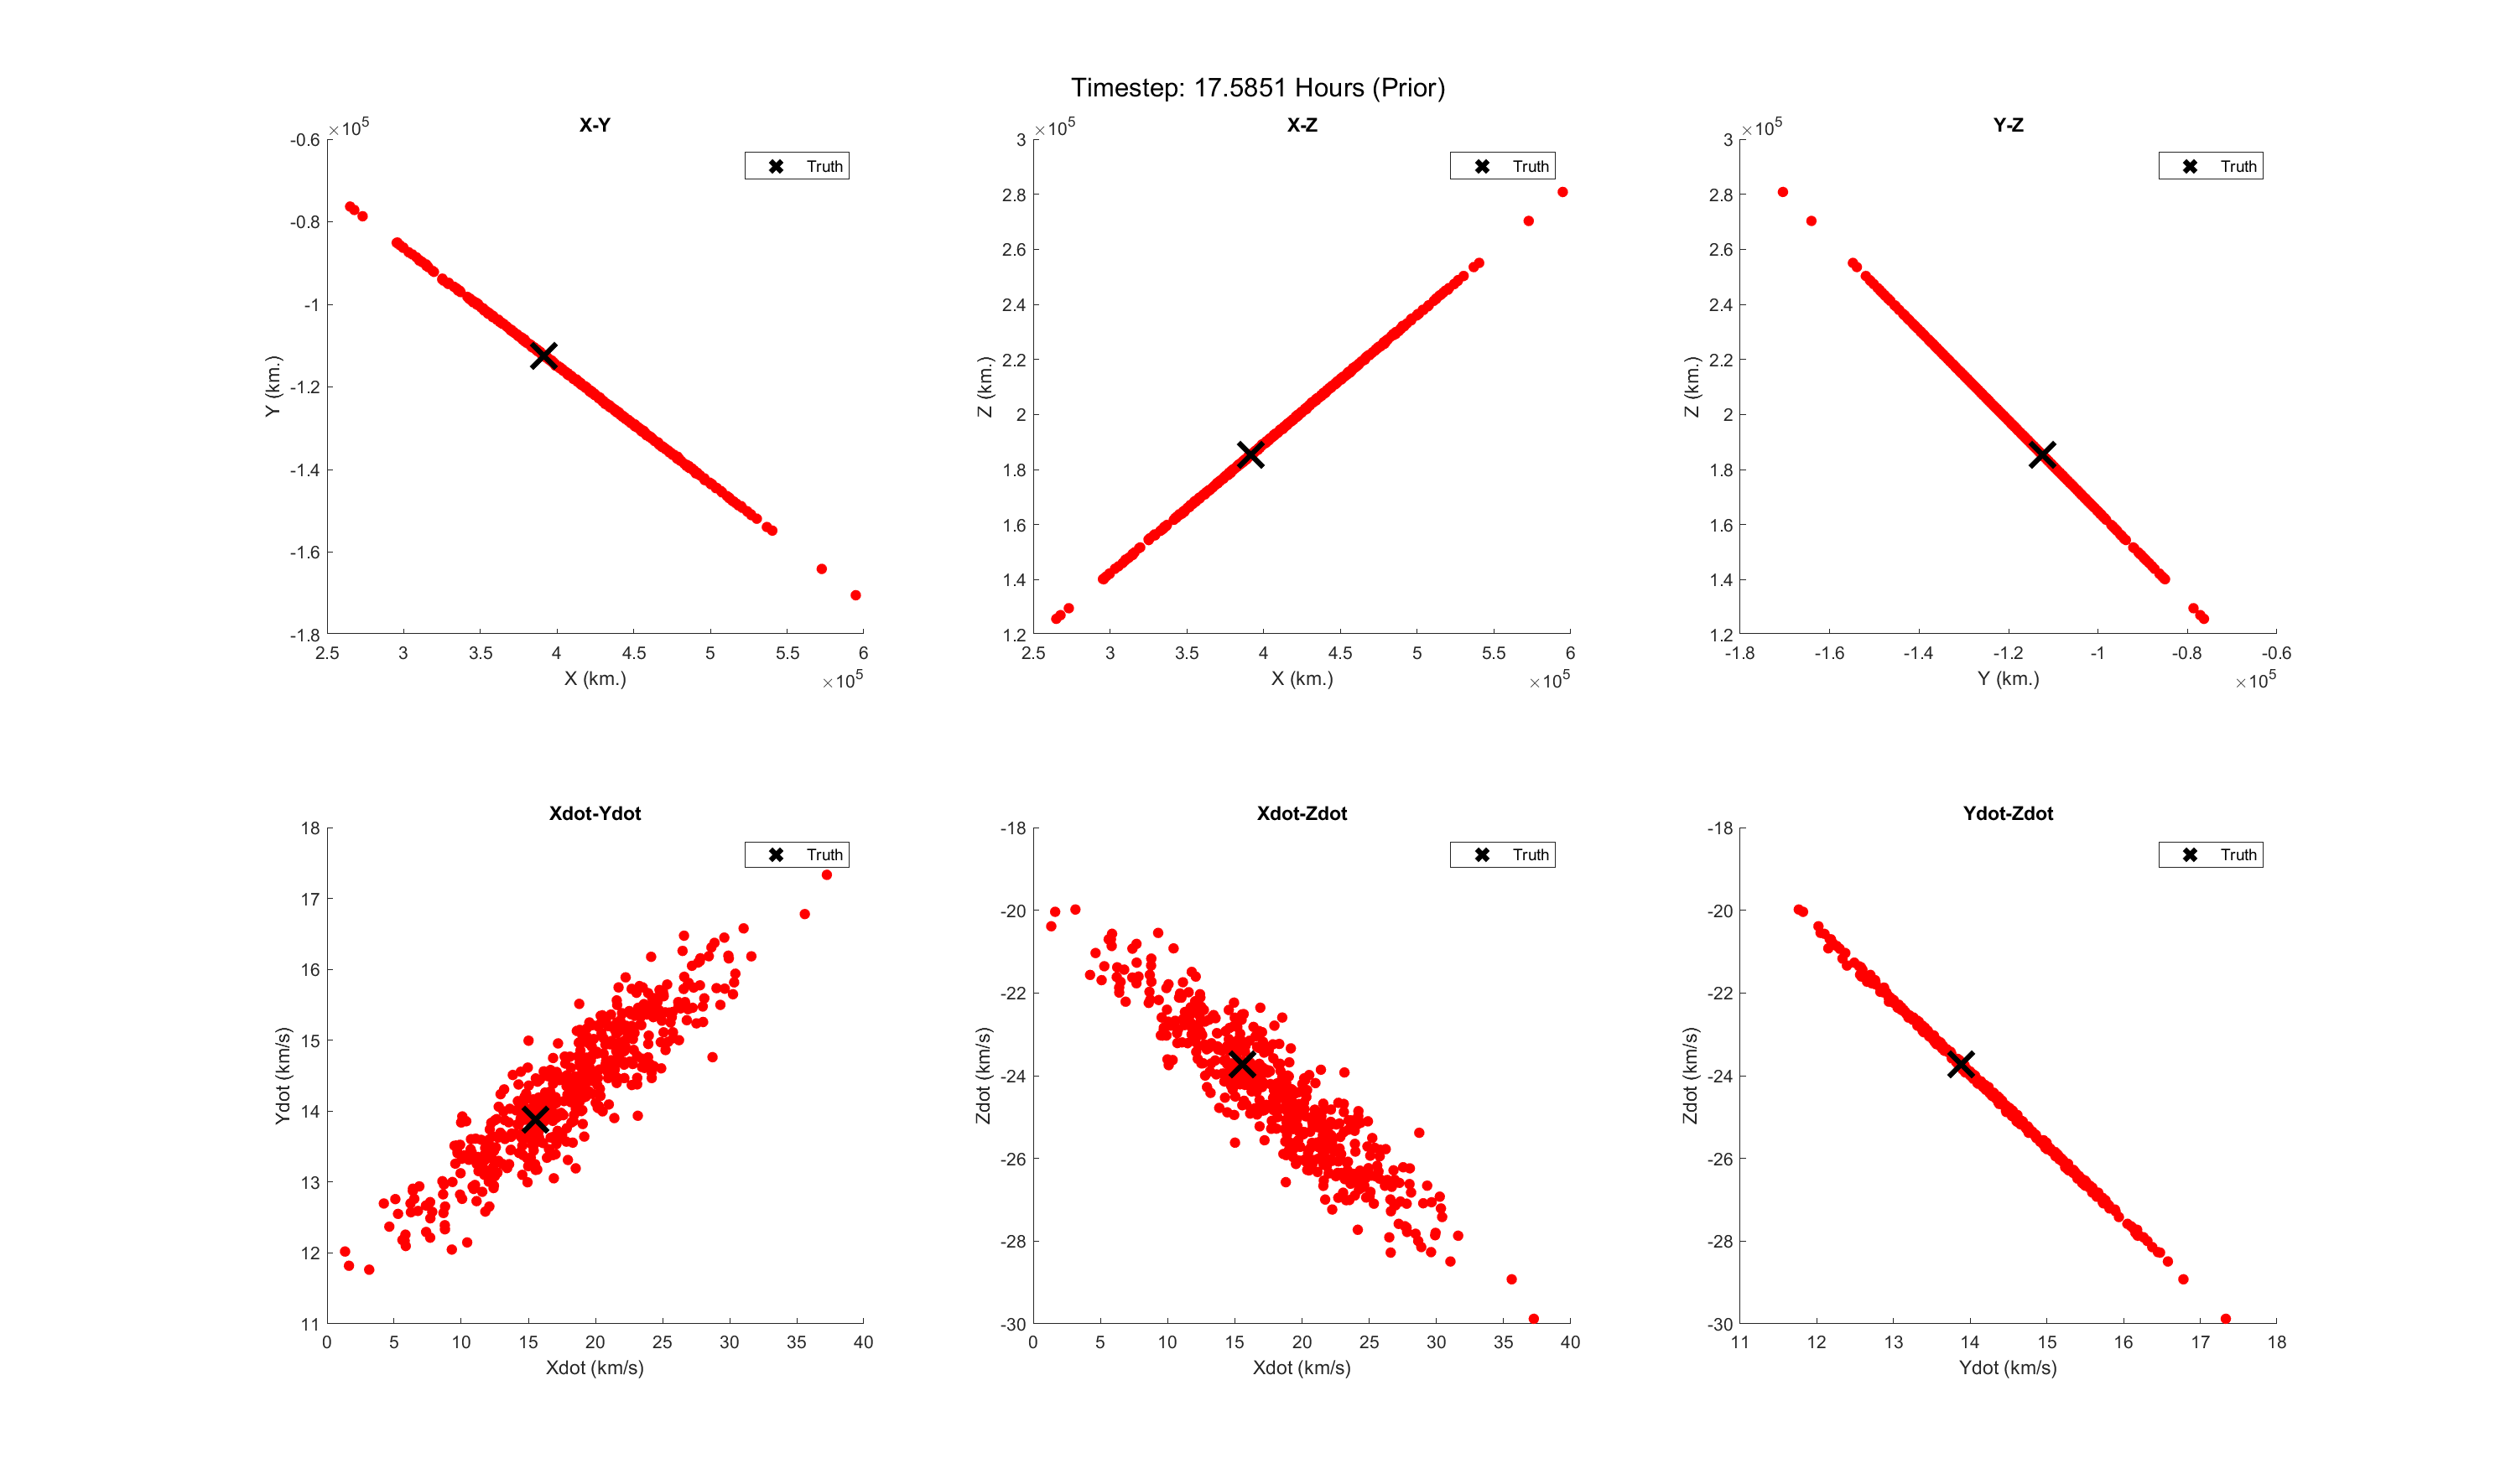 Timestep: 17.5851 Hours (Prior)
X-Y
×10^5
-0.6
-0.8
-1
-1.2
-1.4
-1.6
-1.8
Y (km.)
2.5 3 3.5 4 4.5 5 5.5 6
X (km.)
×10^5
Truth
X-Z
×10^5
3
2.8
2.6
2.4
2.2
2
1.8
1.6
1.4
1.2
Z (km.)
2.5 3 3.5 4 4.5 5 5.5 6
X (km.)
×10^5
Truth
Y-Z
×10^5
3
2.8
2.6
2.4
2.2
2
1.8
1.6
1.4
1.2
Z (km.)
-1.8 -1.6 -1.4 -1.2 -1 -0.8 -0.6
Y (km.)
×10^5
Truth
Xdot-Ydot
18
17
16
15
14
13
12
11
Ydot (km/s)
0 5 10 15 20 25 30 35 40
Xdot (km/s)
Truth
Xdot-Zdot
-18
-20
-22
-24
-26
-28
-30
Zdot (km/s)
0 5 10 15 20 25 30 35 40
Xdot (km/s)
Truth
Ydot-Zdot
-18
-20
-22
-24
-26
-28
-30
Zdot (km/s)
11 12 13 14 15 16 17 18
Ydot (km/s)
Truth